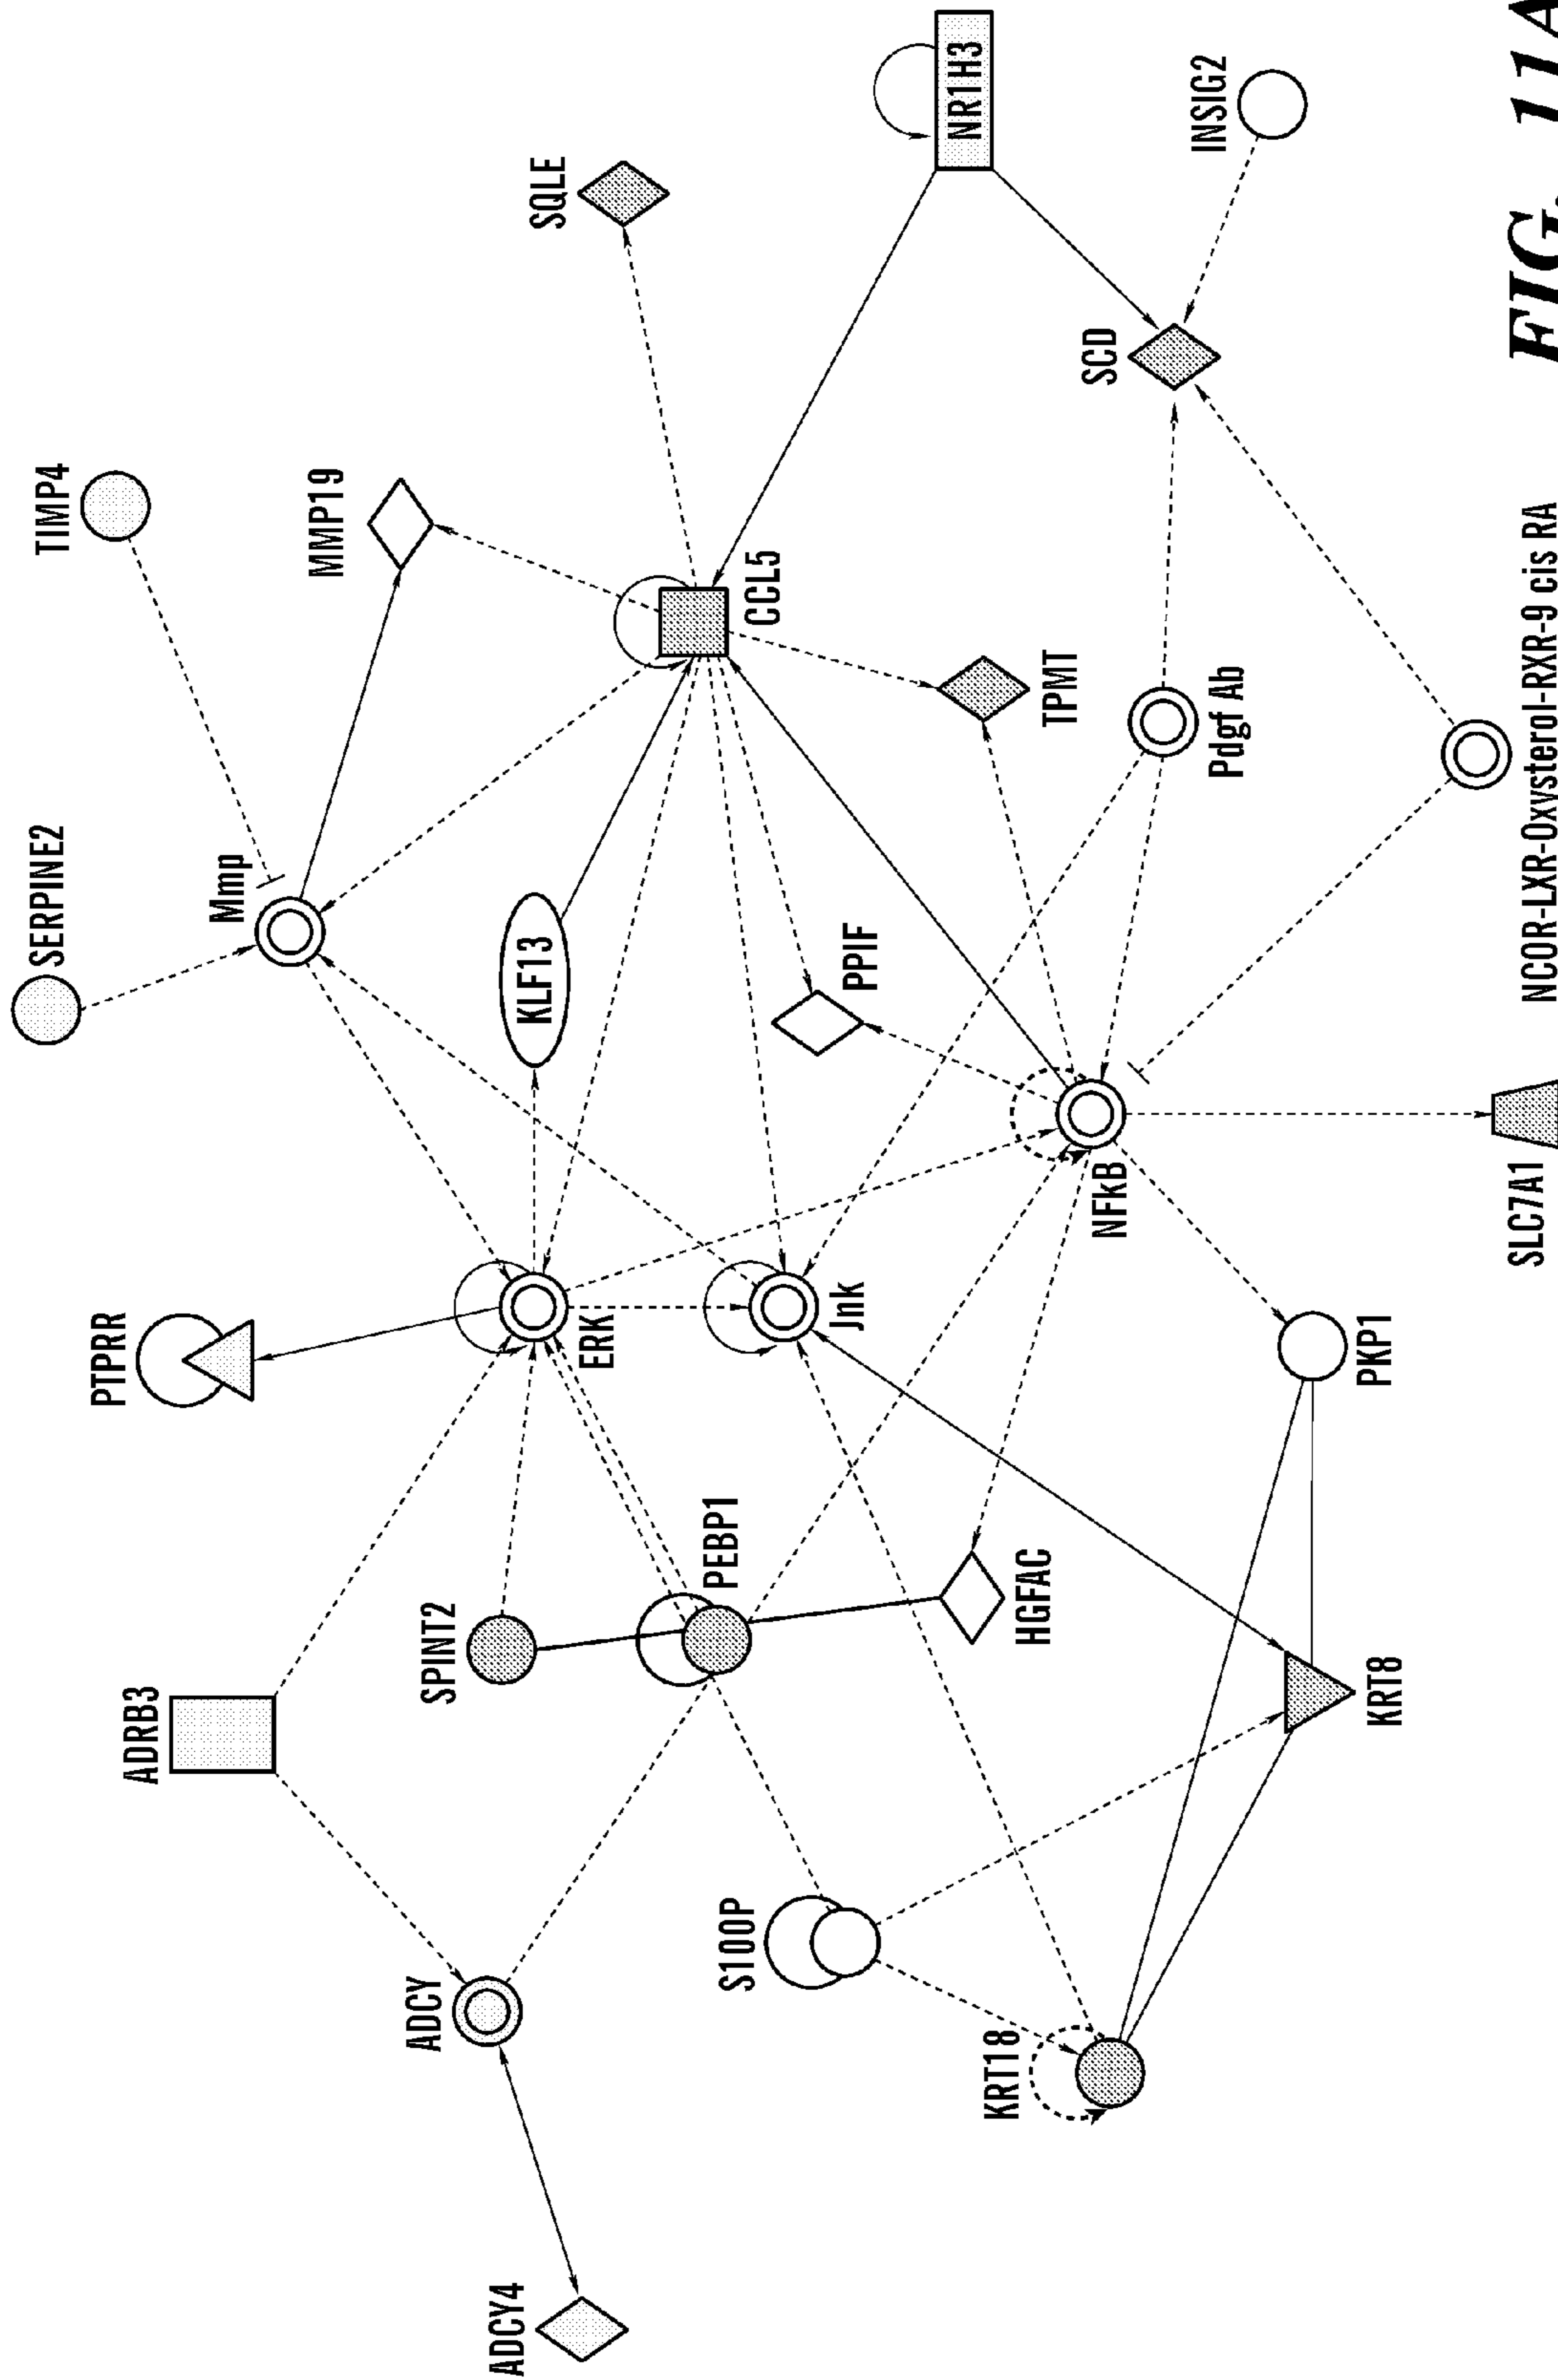 ADCY4
ADCY
ADRB3
PTPRR
SERPINE2
TIMP4
Mmp
MMP19
SQLE
SPINT2
ERK
KLF13
PEBP1
S100P
Jnk
PPIF
CCL5
NR1H3
KRT18
HGFAC
NFkB
TPMT
SCD
INSIG2
Pdgf Ab
KRT8
PKP1
SLC7A1
NCOR-LXR-Oxysterol-RXR-9 cis RA
FIG. 11A